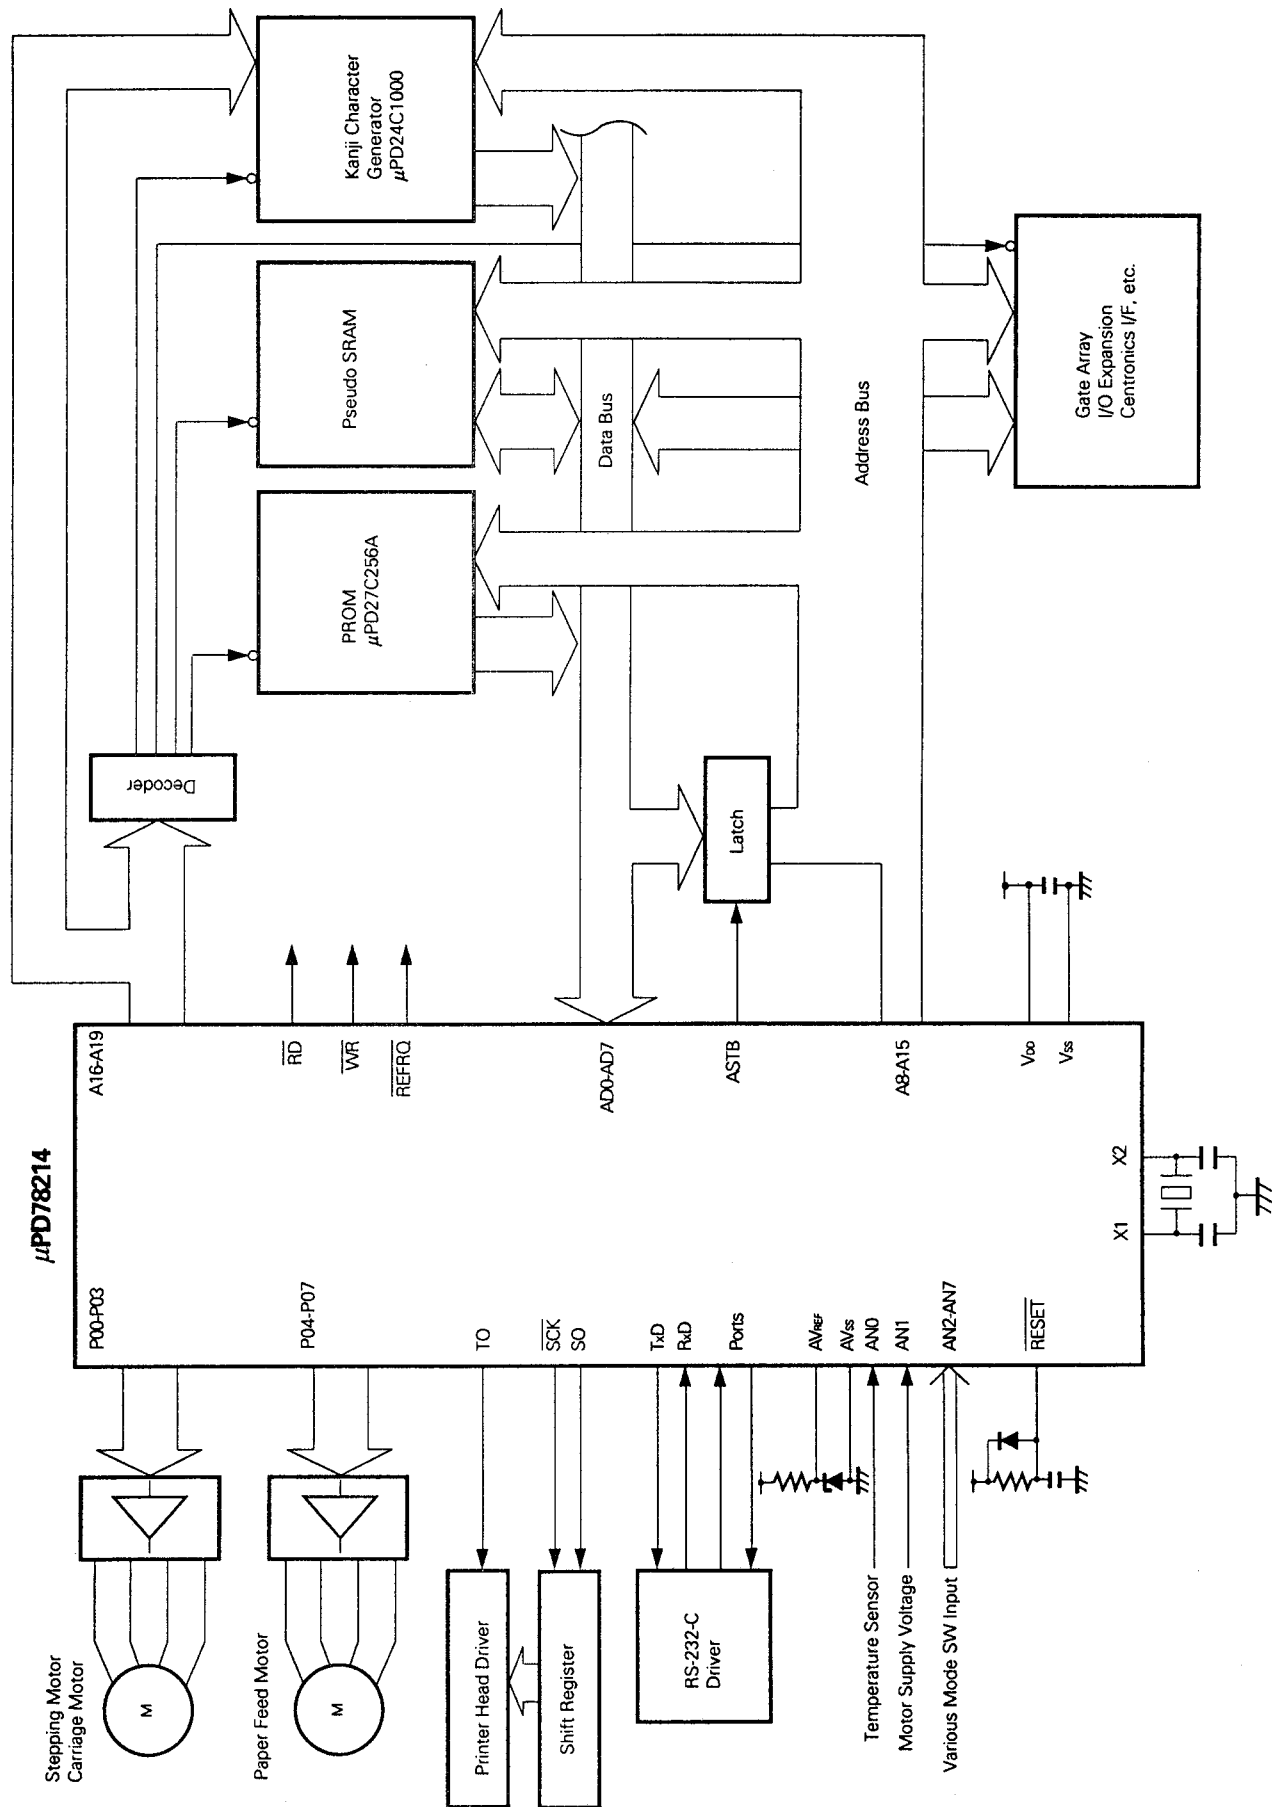 μPD78214
Stepping Motor
Carriage Motor
M
Paper Feed Motor
M
Printer Head Driver
Shift Register
RS-232-C
Driver
Temperature Sensor
Motor Supply Voltage
Various Mode SW Input
P00-P03
P04-P07
TO
SCK
SO
TxD
RxD
Ports
AVREF
AVSS
AN0
AN1
AN2-AN7
RESET
X1
X2
A16-A19
RD
WR
REFRQ
AD0-AD7
ASTB
A8-A15
VDD
VSS
Decoder
Latch
PROM
μPD27C256A
Pseudo SRAM
Kanji Character
Generator
μPD24C1000
Data Bus
Address Bus
Gate Array
I/O Expansion
Centronics I/F, etc.